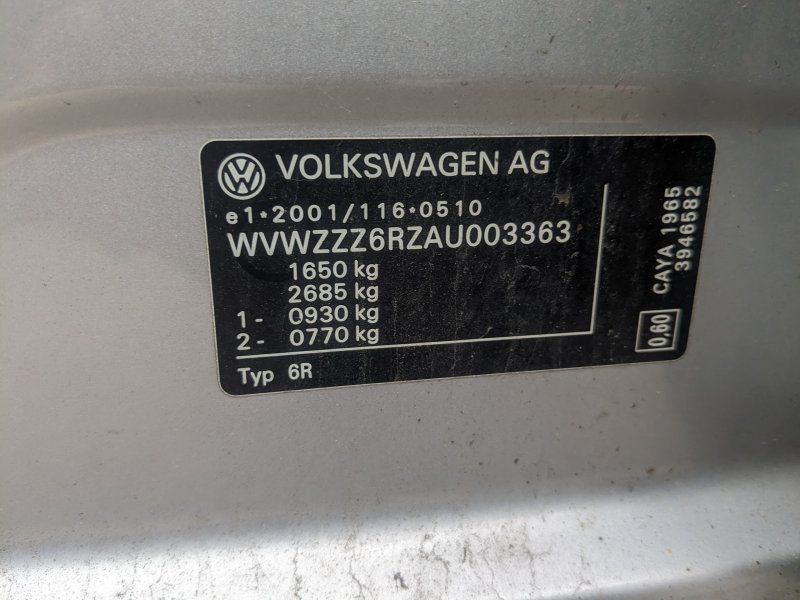 VOLKSWAGEN AG
e1*2001/116*0510
WVWZZZ6RZAU003363
1650 kg
2685 kg
1 - 0930 kg
2 - 0770 kg
Typ 6R
CAYA 1965
3946582
0,60